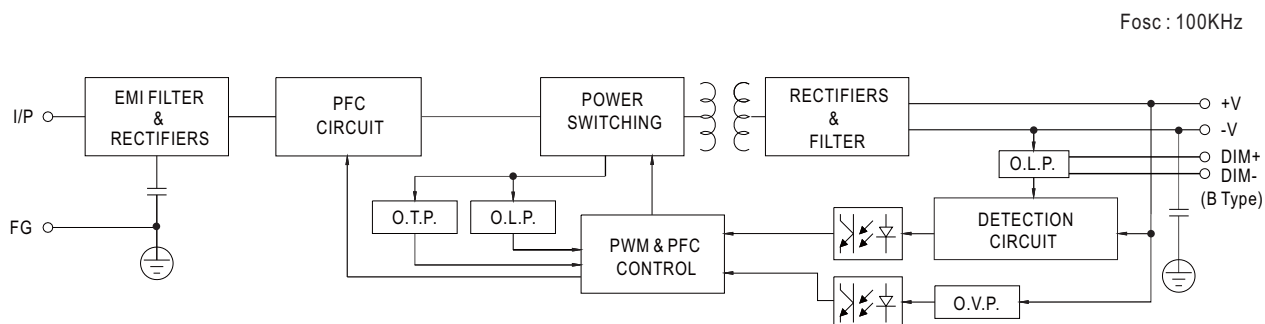 Fosc : 100KHz
I/P
EMI FILTER
&
RECTIFIERS
PFC
CIRCUIT
POWER
SWITCHING
RECTIFIERS
&
FILTER
+V
-V
DIM+
DIM-
(B Type)
O.L.P.
O.T.P.
O.L.P.
FG
PWM & PFC
CONTROL
DETECTION
CIRCUIT
O.V.P.